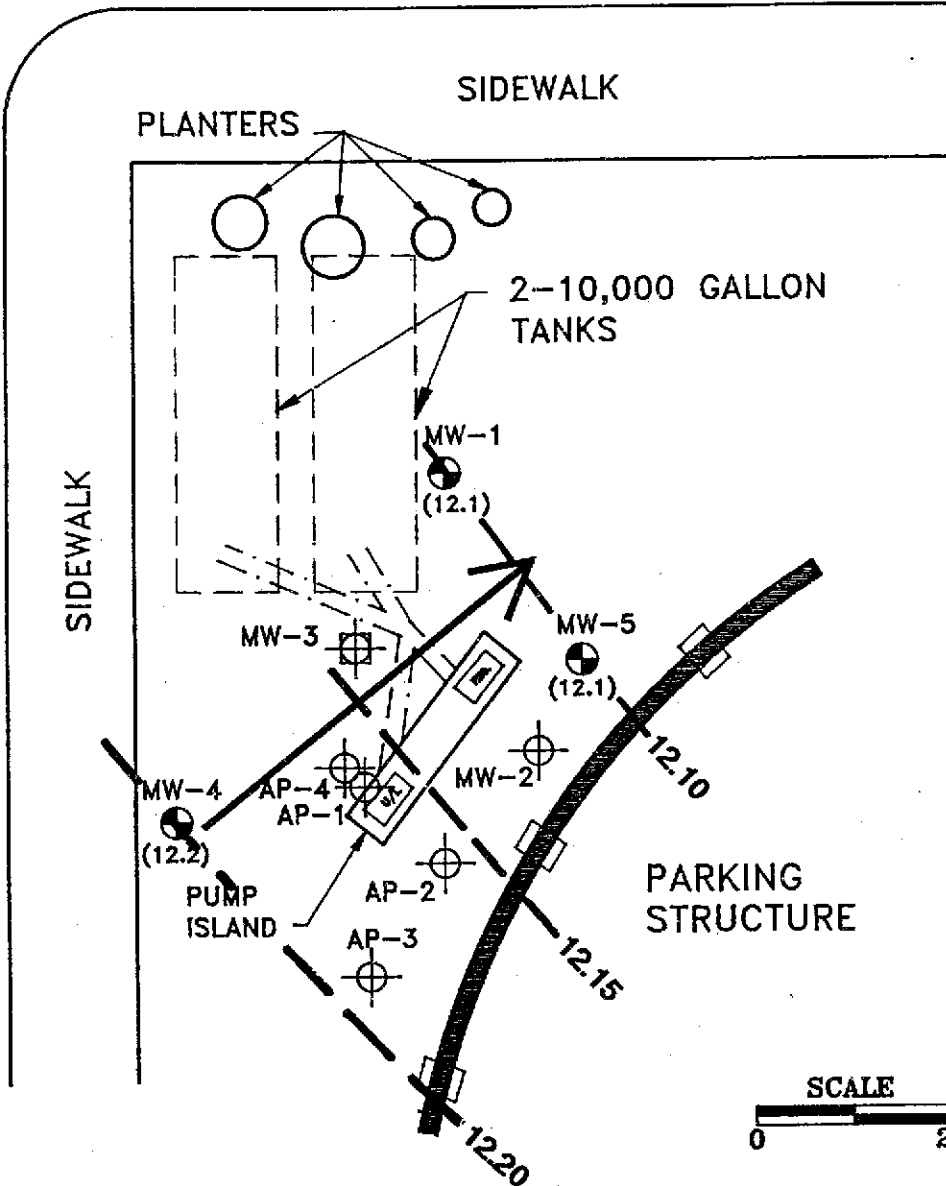 SIDEWALK
PLANTERS
2-10,000 GALLON
TANKS
MW-1
(12.1)
SIDEWALK
MW-3
MW-5
(12.1)
MW-2
12.10
AP-4
AP-1
U/L
MW-4
(12.2)
PUMP
ISLAND
AP-2
PARKING
STRUCTURE
AP-3
12.15
12.20
SCALE
0